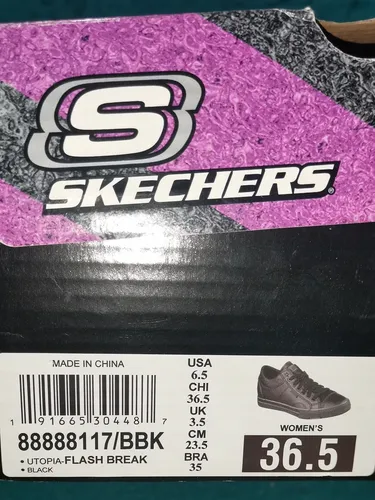 S
SKECHERS®
MADE IN CHINA
1 91665 30448 7
88888117/BBK
• UTOPIA-FLASH BREAK
• BLACK
USA
6.5
CHI
36.5
UK
3.5
CM
23.5
BRA
35
WOMEN'S
36.5